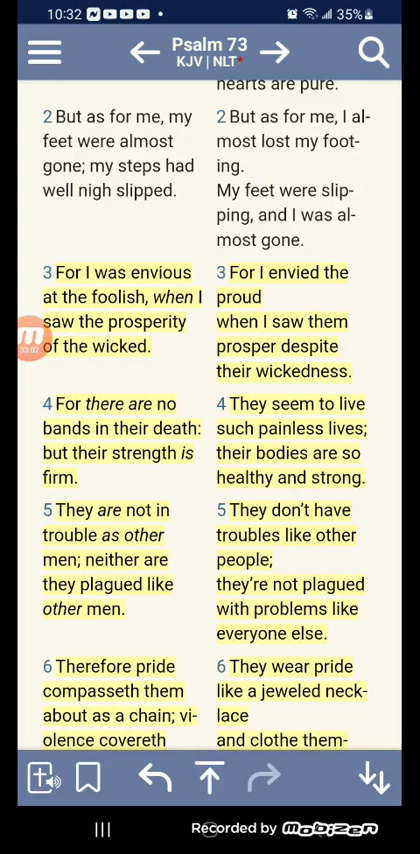 10:32
35%
Psalm 73
KJV | NLT*
hearts are pure.
2 But as for me, my
feet were almost
gone; my steps had
well nigh slipped.
2 But as for me, I al-
most lost my foot-
ing.
My feet were slip-
ping, and I was al-
most gone.
3 For I was envious
at the foolish, when I
saw the prosperity
of the wicked.
3 For I envied the
proud
when I saw them
prosper despite
their wickedness.
33:02
4 For there are no
bands in their death:
but their strength is
firm.
4 They seem to live
such painless lives;
their bodies are so
healthy and strong.
5 They are not in
trouble as other
men; neither are
they plagued like
other men.
5 They don't have
troubles like other
people;
they're not plagued
with problems like
everyone else.
6 Therefore pride
compasseth them
about as a chain; vi-
olence covereth
6 They wear pride
like a jeweled neck-
lace
and clothe them-
Recorded by mobizen